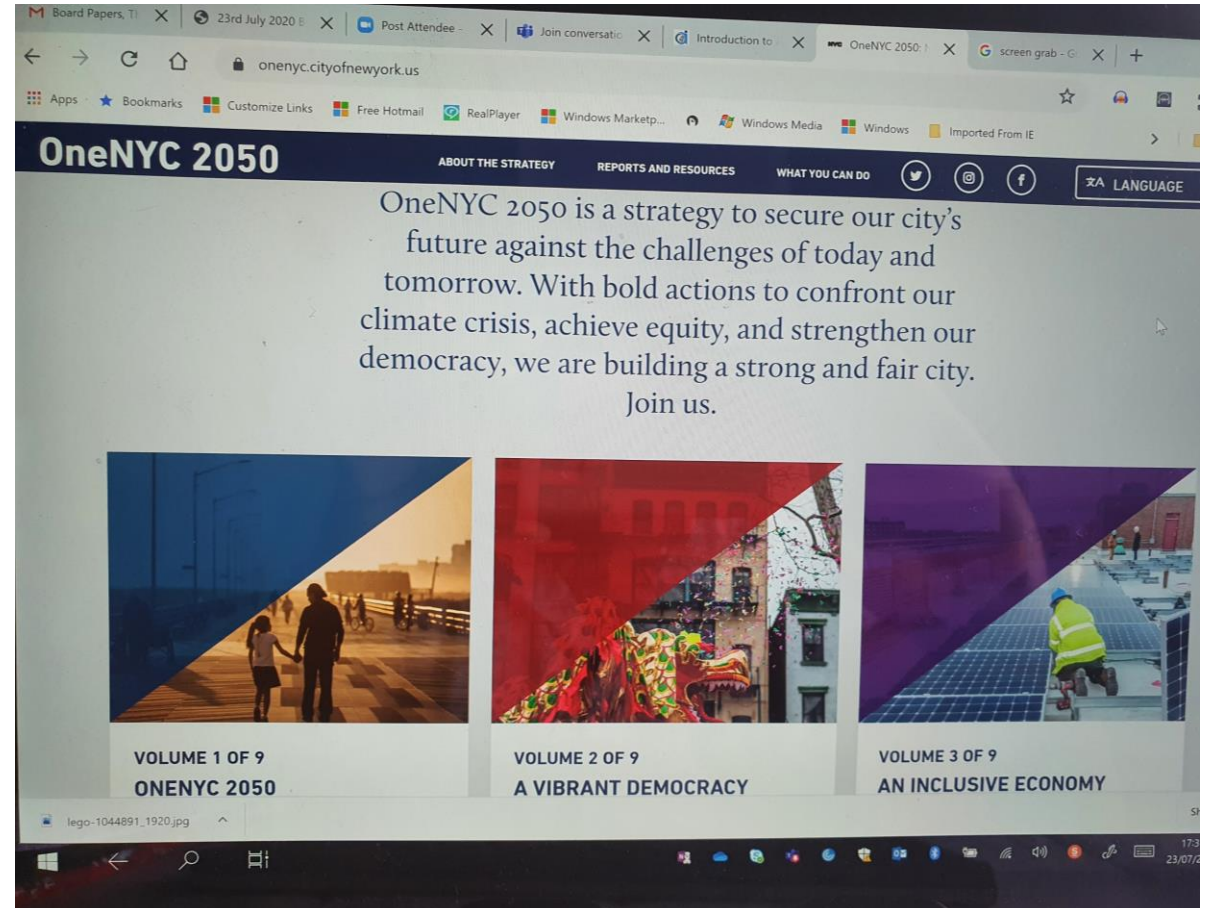 Board Papers, Th
23rd July 2020 B
Post Attendee -
Join conversatio
Introduction to
OneNYC 2050:
screen grab - G
onenyc.cityofnewyork.us
Apps
Bookmarks
Customize Links
Free Hotmail
RealPlayer
Windows Marketp...
Windows Media
Windows
Imported From IE
OneNYC 2050
ABOUT THE STRATEGY
REPORTS AND RESOURCES
WHAT YOU CAN DO
LANGUAGE
OneNYC 2050 is a strategy to secure our city's
future against the challenges of today and
tomorrow. With bold actions to confront our
climate crisis, achieve equity, and strengthen our
democracy, we are building a strong and fair city.
Join us.
VOLUME 1 OF 9
ONENYC 2050
VOLUME 2 OF 9
A VIBRANT DEMOCRACY
VOLUME 3 OF 9
AN INCLUSIVE ECONOMY
lego-1044891_1920.jpg
17:3
23/07/2